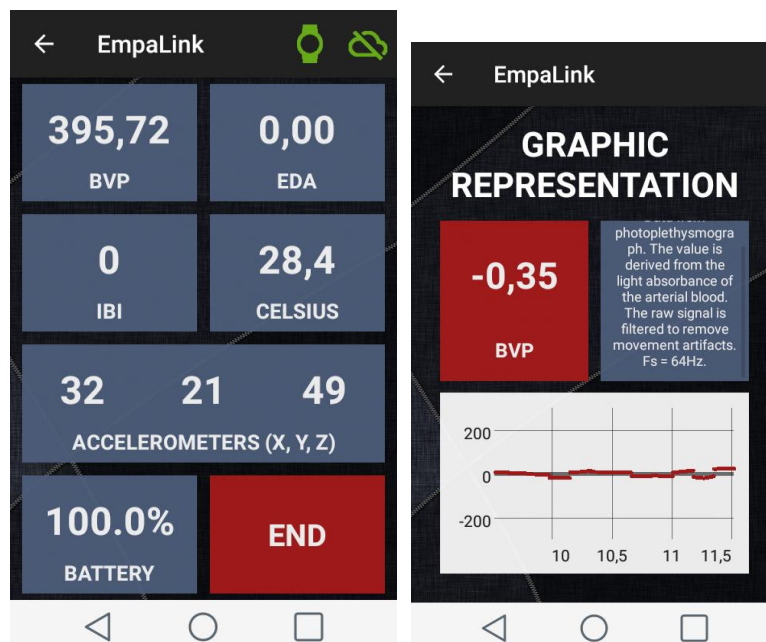 EmpaLink
395,72
BVP
0,00
EDA
0
IBI
28,4
CELSIUS
32 21 49
ACCELEROMETERS (X, Y, Z)
100.0%
BATTERY
END
EmpaLink
GRAPHIC
REPRESENTATION
-0,35
BVP
photoplethysmogra
ph. The value is
derived from the
light absorbance of
the arterial blood.
The raw signal is
filtered to remove
movement artifacts.
Fs = 64Hz.
200
0
-200
10 10,5 11 11,5